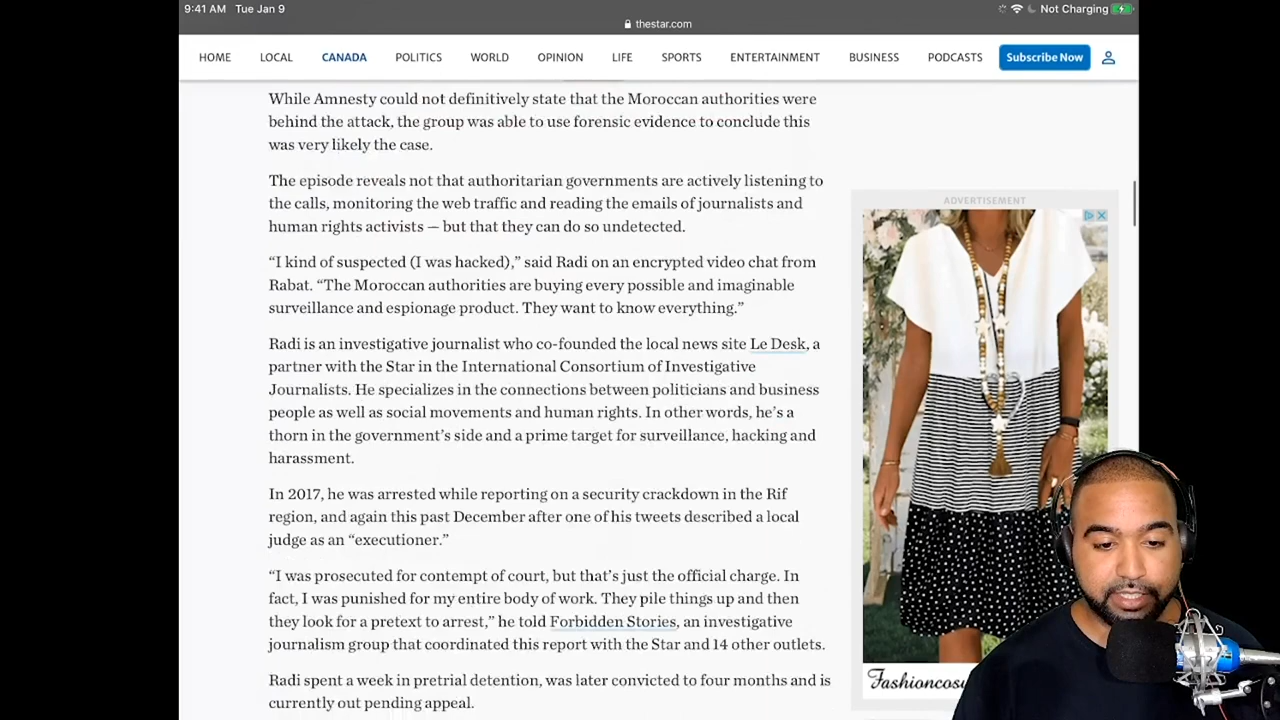 9:41 AM Tue Jan 9
Not Charging
thestar.com
HOME LOCAL CANADA POLITICS WORLD OPINION LIFE SPORTS ENTERTAINMENT BUSINESS PODCASTS Subscribe Now
While Amnesty could not definitively state that the Moroccan authorities were
behind the attack, the group was able to use forensic evidence to conclude this
was very likely the case.
The episode reveals not that authoritarian governments are actively listening to
the calls, monitoring the web traffic and reading the emails of journalists and
human rights activists — but that they can do so undetected.
“I kind of suspected (I was hacked),” said Radi on an encrypted video chat from
Rabat. “The Moroccan authorities are buying every possible and imaginable
surveillance and espionage product. They want to know everything.”
Radi is an investigative journalist who co-founded the local news site Le Desk, a
partner with the Star in the International Consortium of Investigative
Journalists. He specializes in the connections between politicians and business
people as well as social movements and human rights. In other words, he’s a
thorn in the government’s side and a prime target for surveillance, hacking and
harassment.
In 2017, he was arrested while reporting on a security crackdown in the Rif
region, and again this past December after one of his tweets described a local
judge as an “executioner.”
“I was prosecuted for contempt of court, but that’s just the official charge. In
fact, I was punished for my entire body of work. They pile things up and then
they look for a pretext to arrest,” he told Forbidden Stories, an investigative
journalism group that coordinated this report with the Star and 14 other outlets.
Radi spent a week in pretrial detention, was later convicted to four months and is
currently out pending appeal.
ADVERTISEMENT